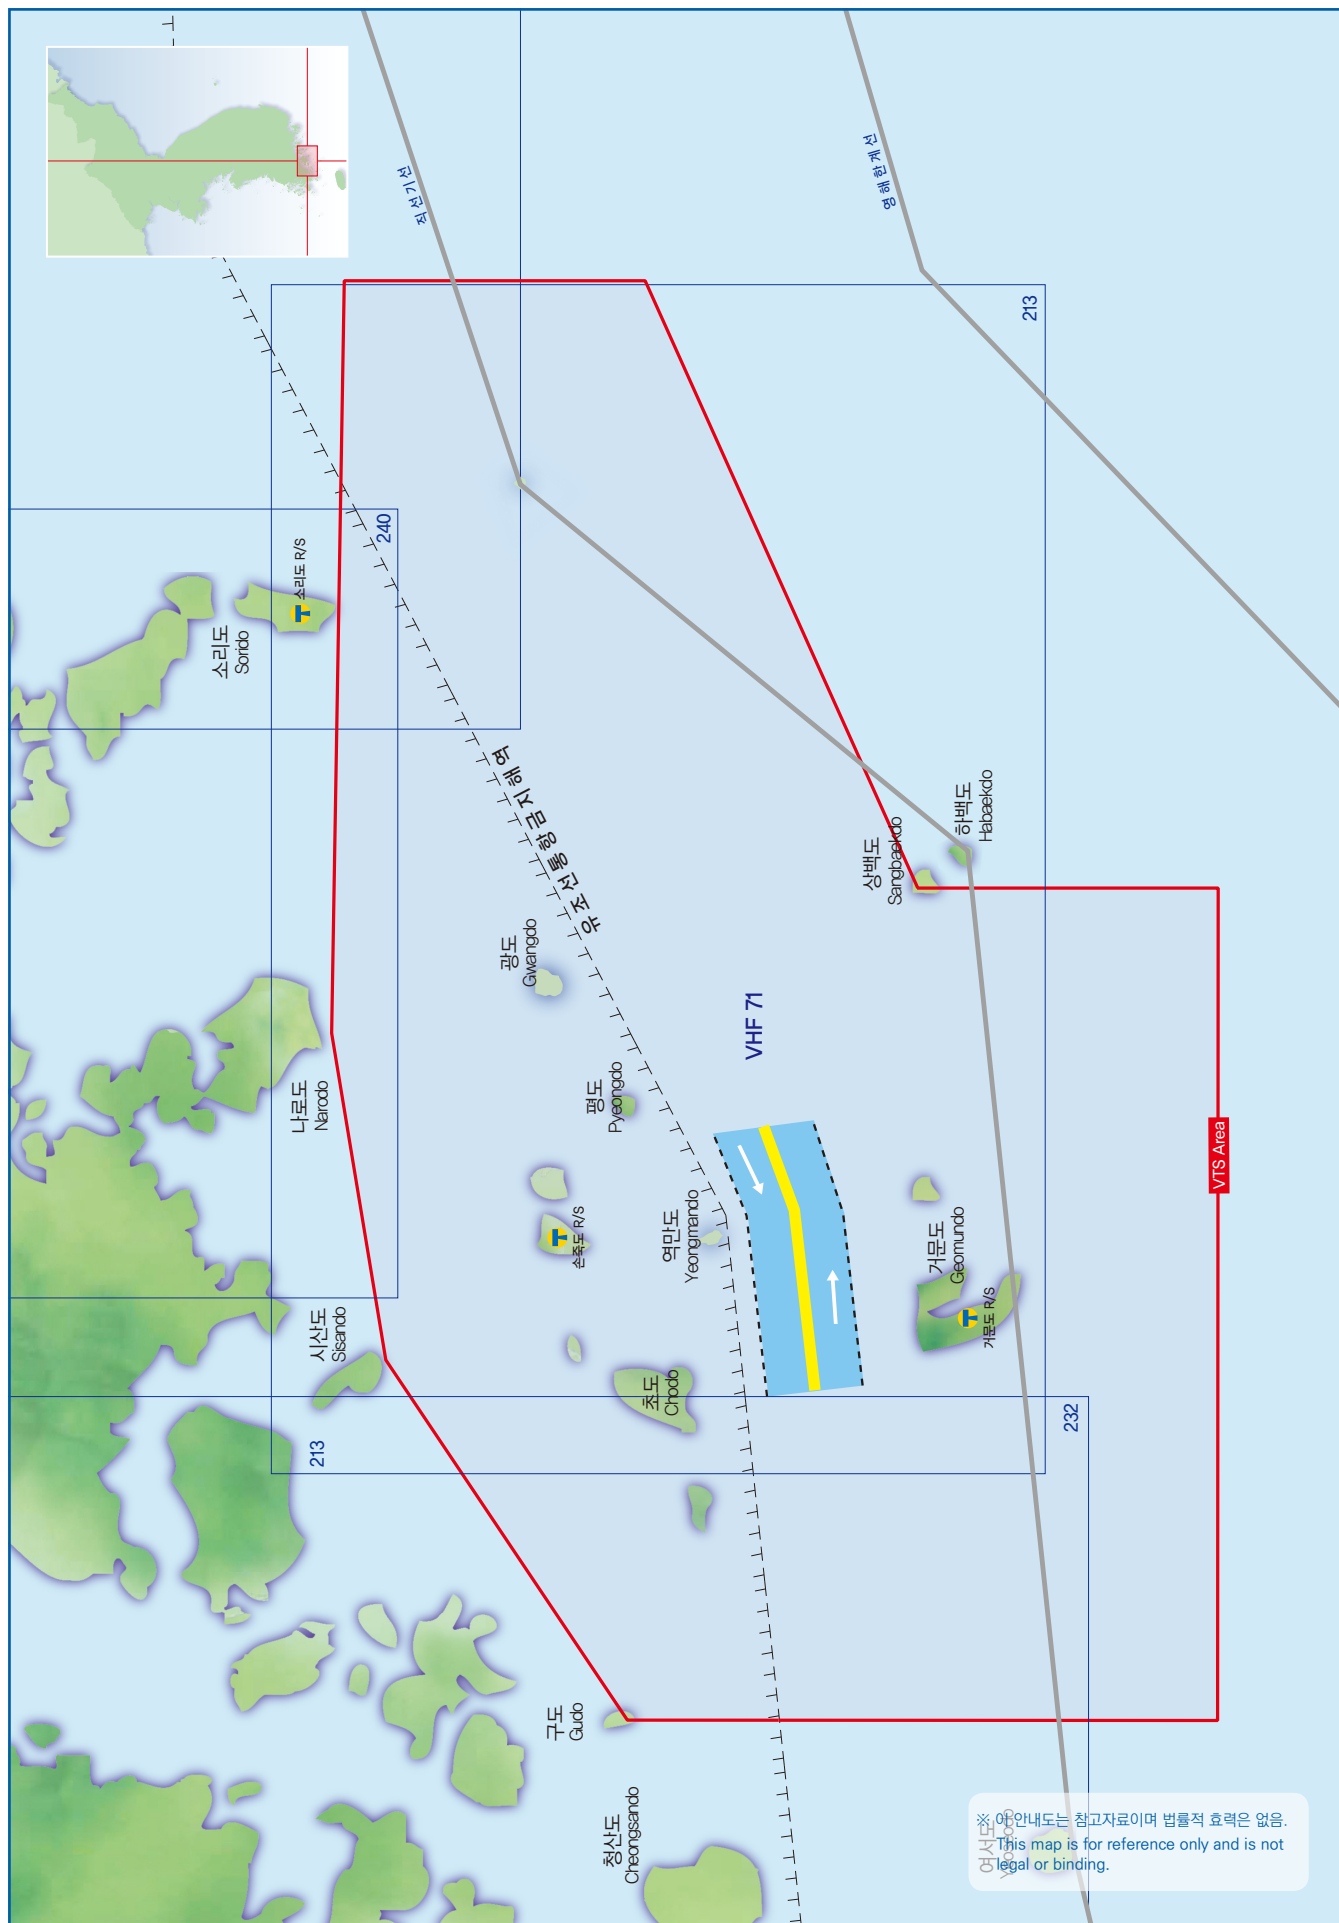 직선기선
영해한계선
213
240
소리도 R/S
소리도
Sorido
유조선통항금지해역
하백도
Habaekdo
상백도
Sangbaekdo
광도
Gwangdo
VHF 71
나로도
Narodo
평도
Pyeongdo
VTS Area
손죽도 R/S
역만도
Yeongmando
거문도
Geomundo
거문도 R/S
시산도
Sisando
초도
Chodo
213
232
구도
Gudo
청산도
Cheongsando
여서도
※ 이 안내도는 참고자료이며 법률적 효력은 없음.
This map is for reference only and is not
legal or binding.